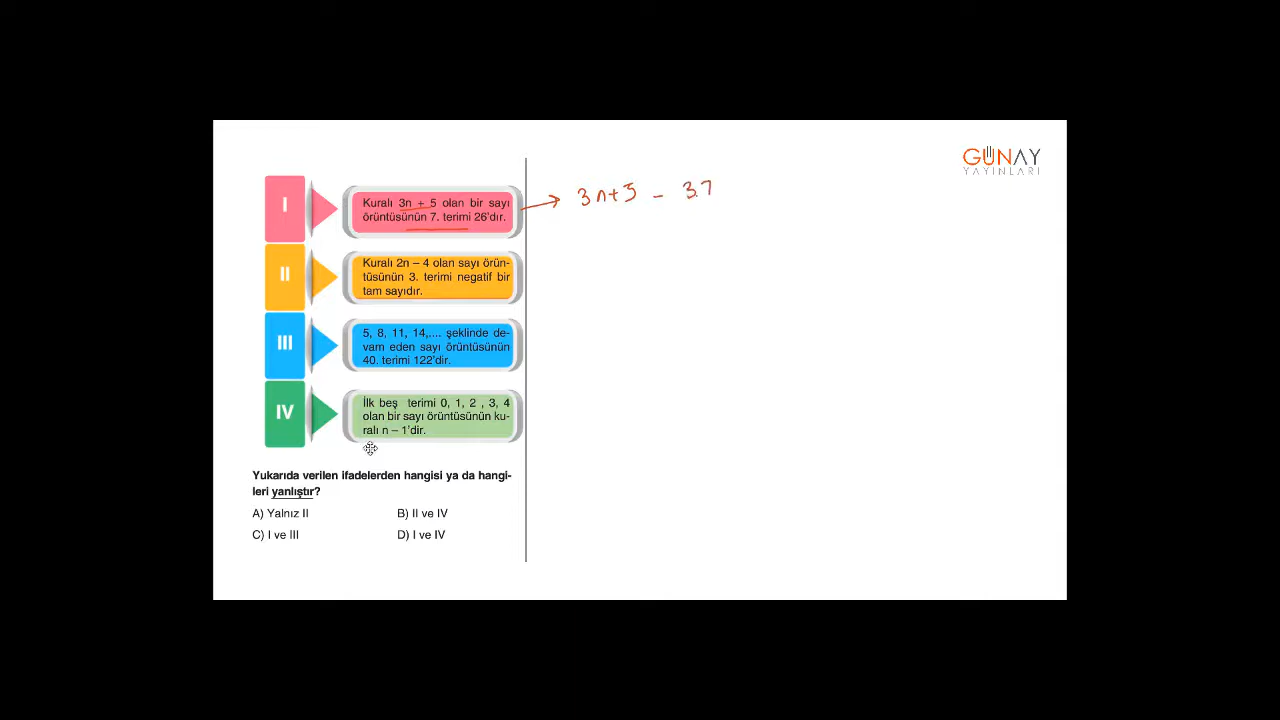 GÜNAY
YAYINLARI
I
Kuralı 3n + 5 olan bir sayı
örüntüsünün 7. terimi 26'dır.
3n+5 - 3.7
II
Kuralı 2n – 4 olan sayı örün-
tüsünün 3. terimi negatif bir
tam sayıdır.
III
5, 8, 11, 14,.... şeklinde de-
vam eden sayı örüntüsünün
40. terimi 122'dir.
IV
İlk beş terimi 0, 1, 2 , 3, 4
olan bir sayı örüntüsünün ku-
ralı n – 1'dir.
Yukarıda verilen ifadelerden hangisi ya da hangi-
leri yanlıştır?
A) Yalnız II
B) II ve IV
C) I ve III
D) I ve IV